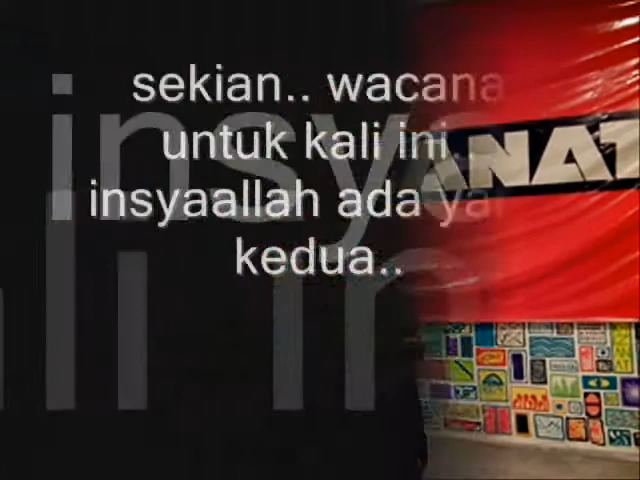 sekian.. wacana
untuk kali ini..
insyaallah ada
kedua..